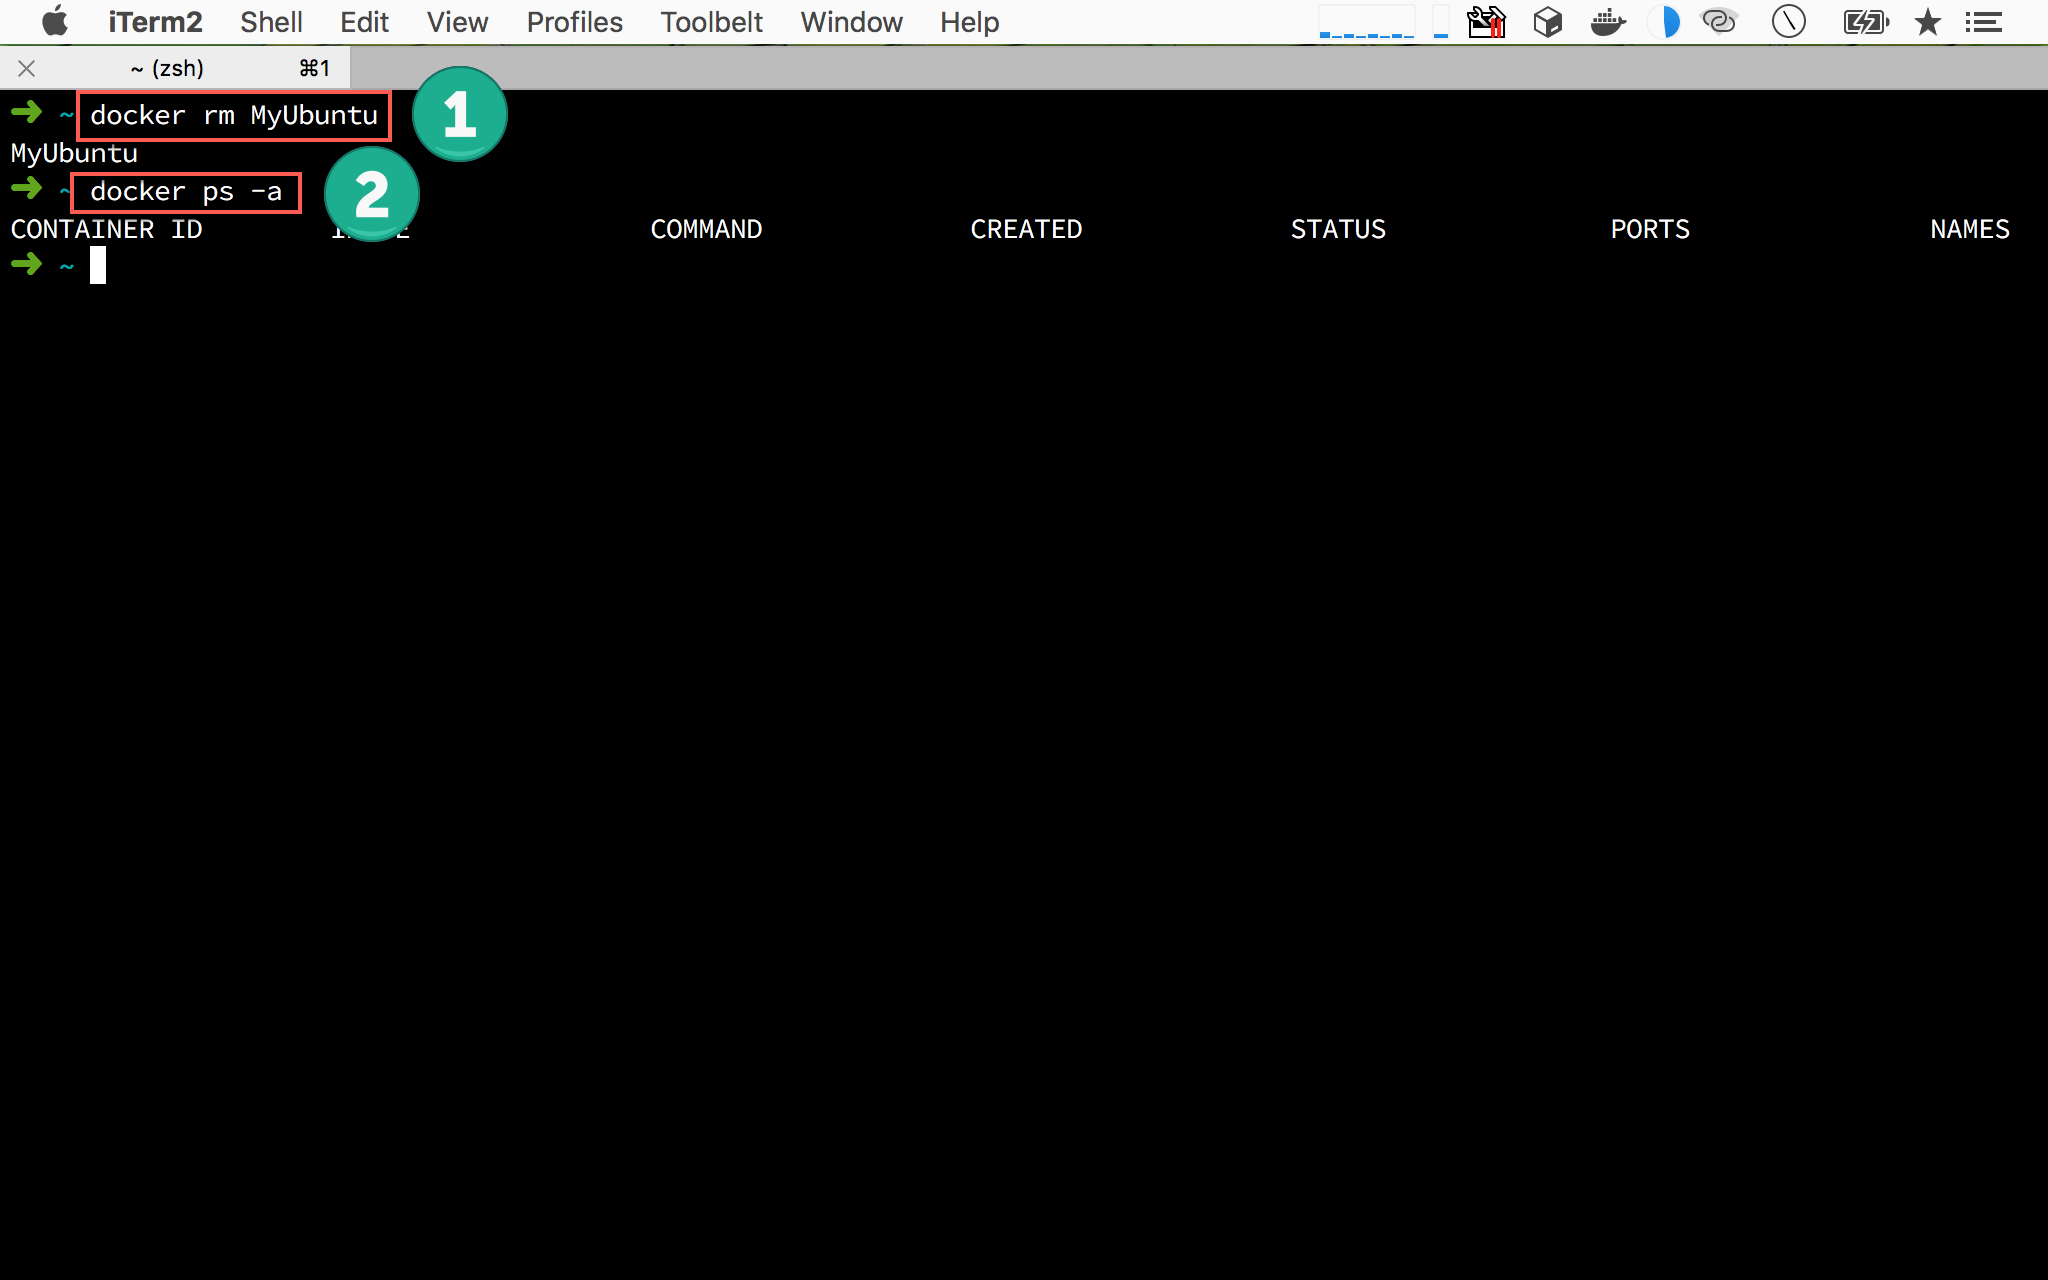 iTerm2 Shell Edit View Profiles Toolbelt Window Help
~ (zsh) ⌘1
➜ ~ docker rm MyUbuntu 1
MyUbuntu
➜ ~ docker ps -a 2
CONTAINER ID COMMAND CREATED STATUS PORTS NAMES
➜ ~